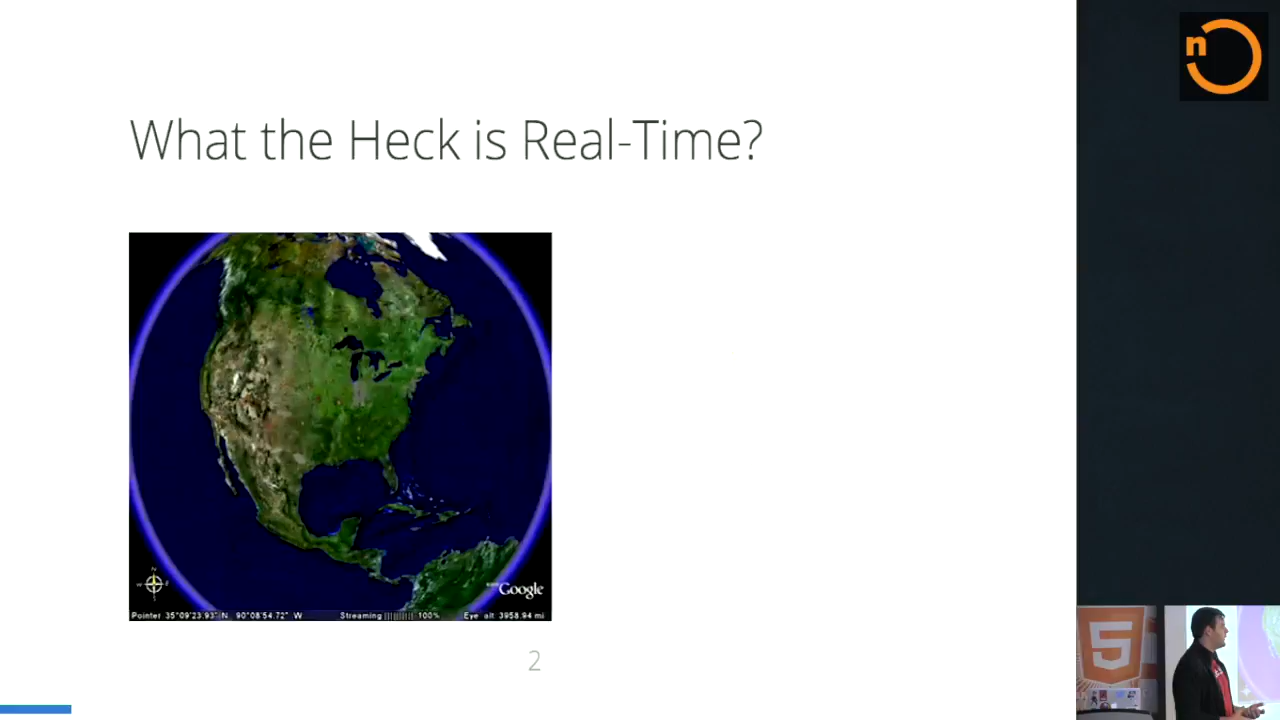 What the Heck is Real-Time?
n
Google
Pointer 35°09'23.93" N 90°08'54.72" W Streaming ||||||||| 100% Eye alt 3958.94 mi
2
5